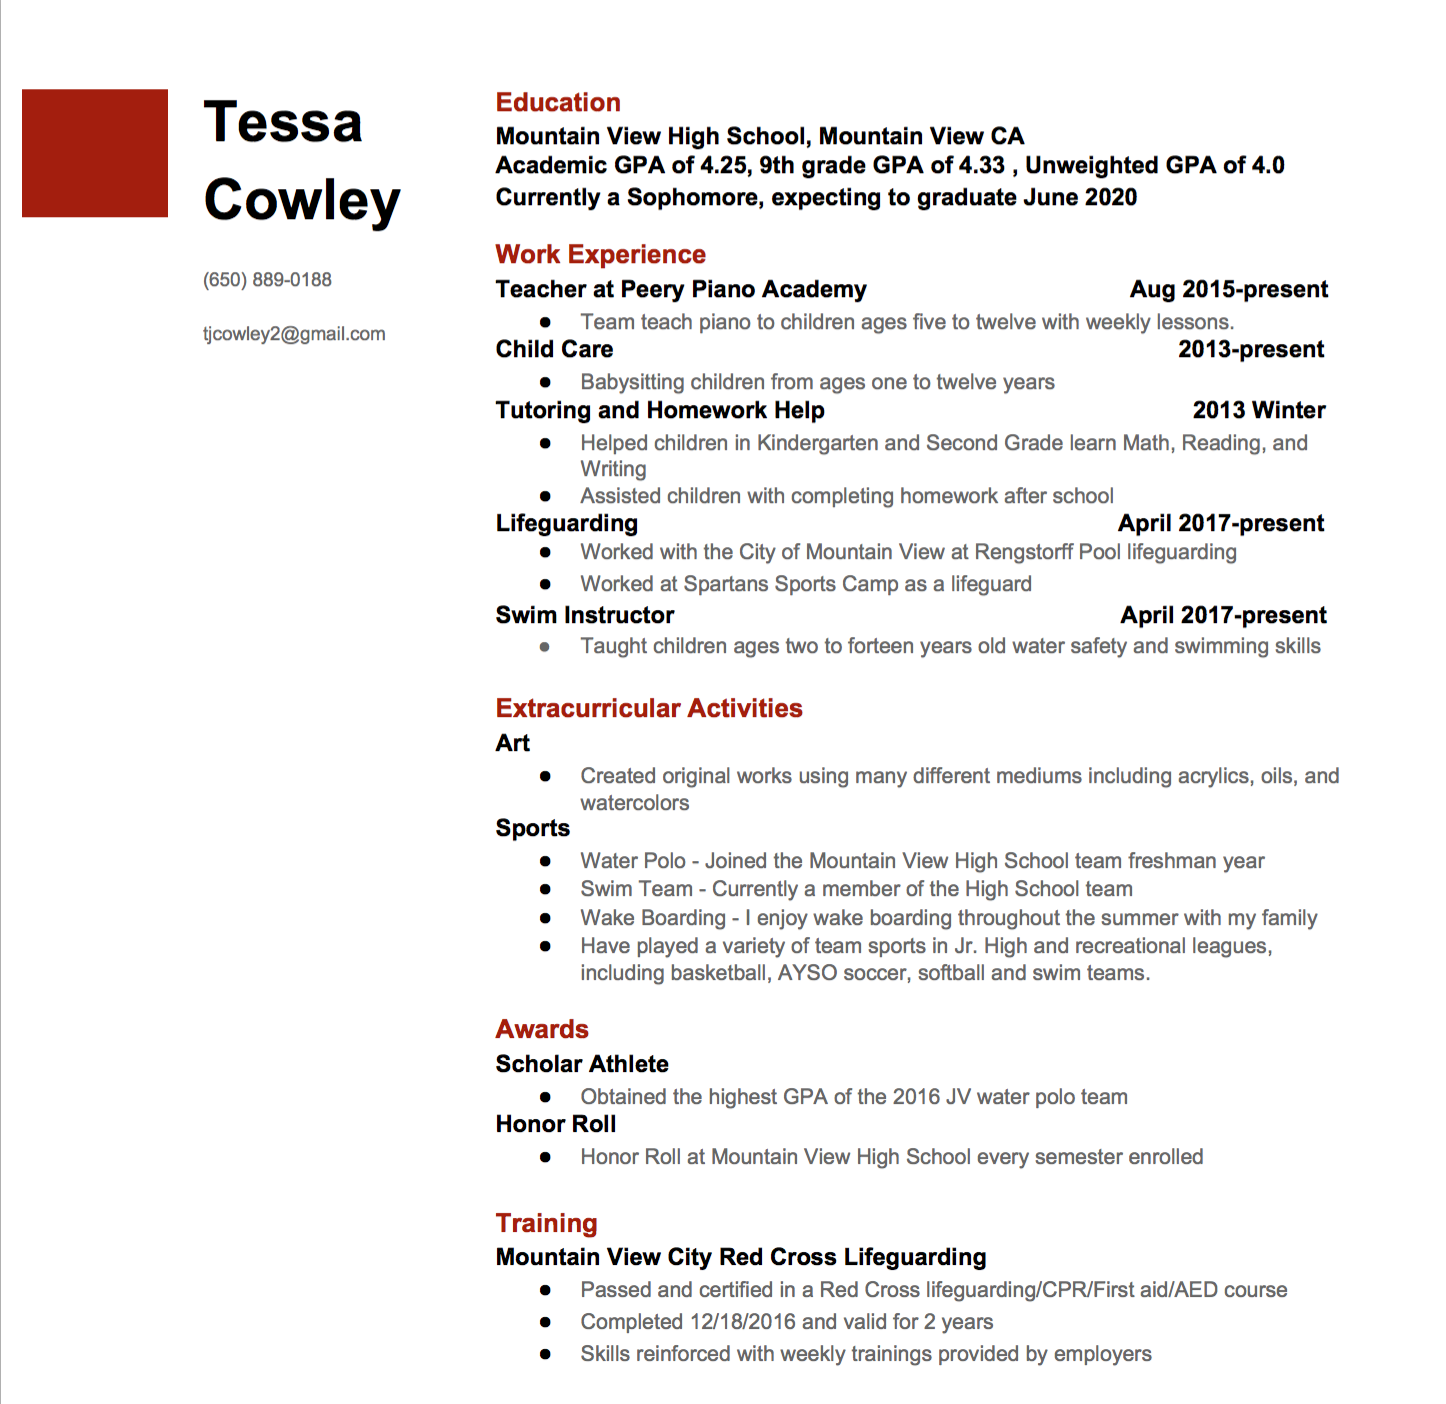 Tessa
Cowley
(650) 889-0188
tjcowley2@gmail.com
Education
Mountain View High School, Mountain View CA
Academic GPA of 4.25, 9th grade GPA of 4.33 , Unweighted GPA of 4.0
Currently a Sophomore, expecting to graduate June 2020
Work Experience
Teacher at Peery Piano Academy Aug 2015-present
● Team teach piano to children ages five to twelve with weekly lessons.
Child Care 2013-present
● Babysitting children from ages one to twelve years
Tutoring and Homework Help 2013 Winter
● Helped children in Kindergarten and Second Grade learn Math, Reading, and
Writing
● Assisted children with completing homework after school
Lifeguarding April 2017-present
● Worked with the City of Mountain View at Rengstorff Pool lifeguarding
● Worked at Spartans Sports Camp as a lifeguard
Swim Instructor April 2017-present
● Taught children ages two to forteen years old water safety and swimming skills
Extracurricular Activities
Art
● Created original works using many different mediums including acrylics, oils, and
watercolors
Sports
● Water Polo - Joined the Mountain View High School team freshman year
● Swim Team - Currently a member of the High School team
● Wake Boarding - I enjoy wake boarding throughout the summer with my family
● Have played a variety of team sports in Jr. High and recreational leagues,
including basketball, AYSO soccer, softball and swim teams.
Awards
Scholar Athlete
● Obtained the highest GPA of the 2016 JV water polo team
Honor Roll
● Honor Roll at Mountain View High School every semester enrolled
Training
Mountain View City Red Cross Lifeguarding
● Passed and certified in a Red Cross lifeguarding/CPR/First aid/AED course
● Completed 12/18/2016 and valid for 2 years
● Skills reinforced with weekly trainings provided by employers